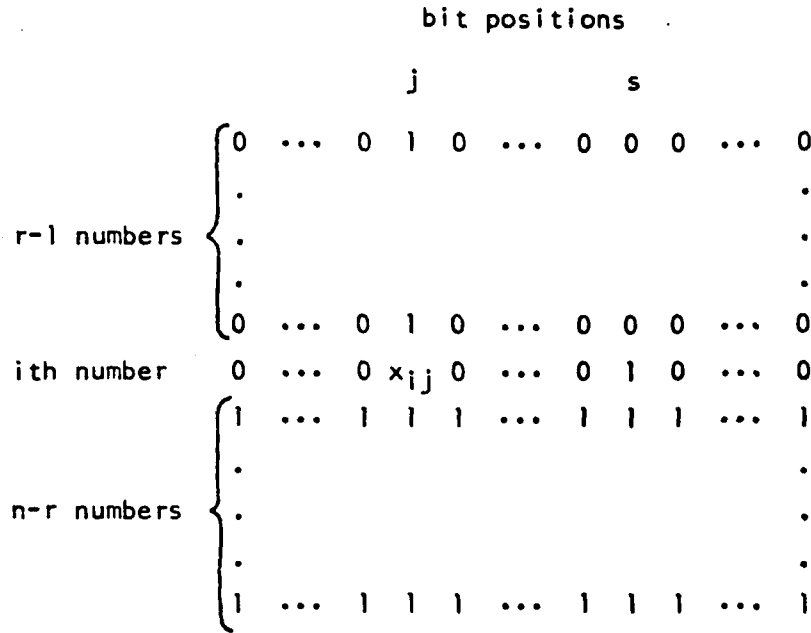 bit positions
j s
0 ... 0 1 0 ... 0 0 0 ... 0
. .
r-1 numbers . .
. .
0 ... 0 1 0 ... 0 0 0 ... 0
ith number 0 ... 0 xij 0 ... 0 1 0 ... 0
1 ... 1 1 1 ... 1 1 1 ... 1
. .
n-r numbers . .
. .
1 ... 1 1 1 ... 1 1 1 ... 1